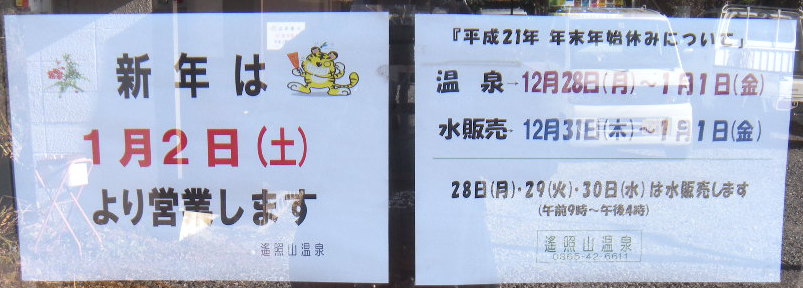 新年は
1月2日(土)
より営業します
遙照山温泉
『平成21年 年末年始休みについて』
温 泉→12月28日(月)~1月1日(金)
水販売→12月31日(木)~1月1日(金)
28日(月)・29(火)・30日(水)は水販売します
(午前9時~午後4時)
遙照山温泉
0865-42-6611